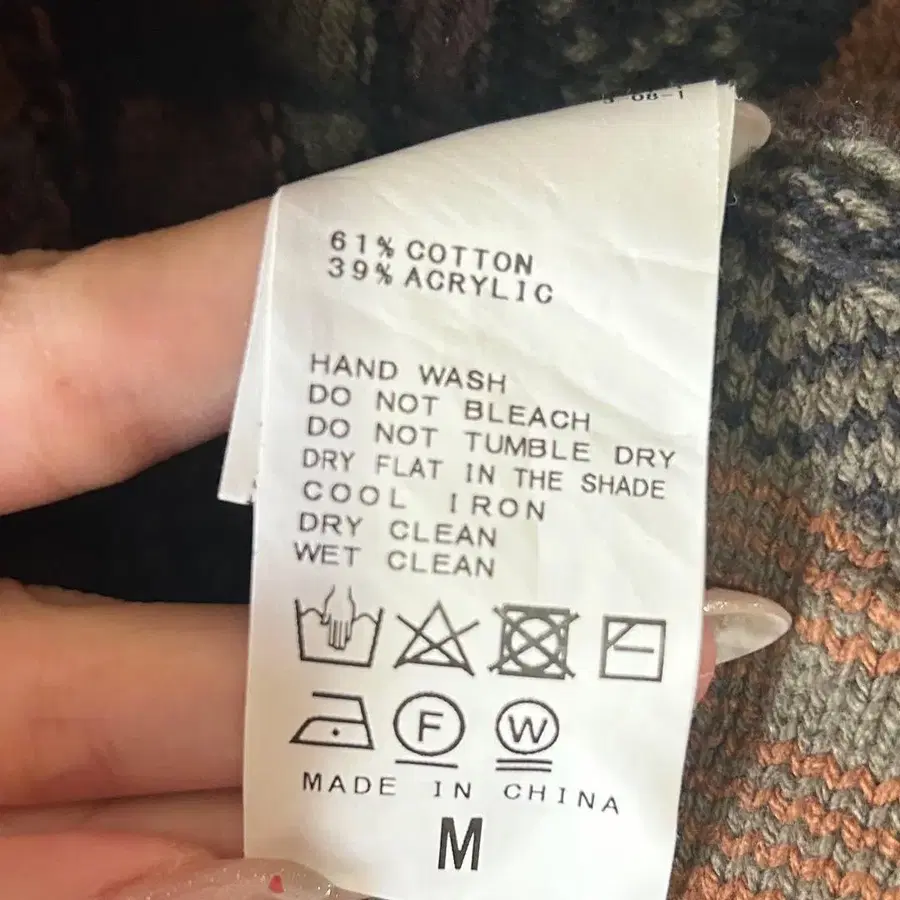 61% COTTON
39% ACRYLIC
HAND WASH
DO NOT BLEACH
DO NOT TUMBLE DRY
DRY FLAT IN THE SHADE
COOL IRON
DRY CLEAN
WET CLEAN
F W
MADE IN CHINA
M